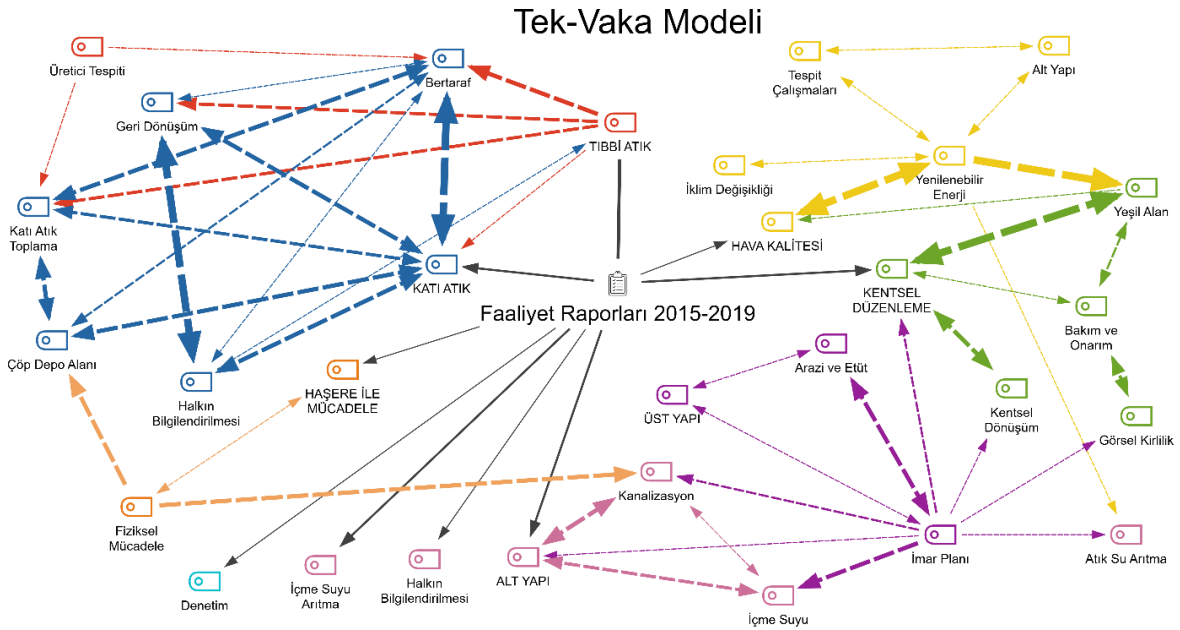 Tek-Vaka Modeli
Üretici Tespiti
Bertaraf
Tespit
Çalışmaları
Alt Yapı
Geri Dönüşüm
TIBBİ ATIK
İklim Değişikliği
Yenilenebilir
Enerji
Yeşil Alan
Katı Atık
Toplama
HAVA KALİTESİ
KATI ATIK
KENTSEL
DÜZENLEME
Faaliyet Raporları 2015-2019
Bakım ve
Onarım
Çöp Depo Alanı
Arazi ve Etüt
Halkın
Bilgilendirilmesi
HAŞERE İLE
MÜCADELE
ÜST YAPI
Kentsel
Dönüşüm
Görsel Kirlilik
Kanalizasyon
Fiziksel
Mücadele
İmar Planı
Atık Su Arıtma
Denetim
İçme Suyu
Arıtma
Halkın
Bilgilendirilmesi
ALT YAPI
İçme Suyu